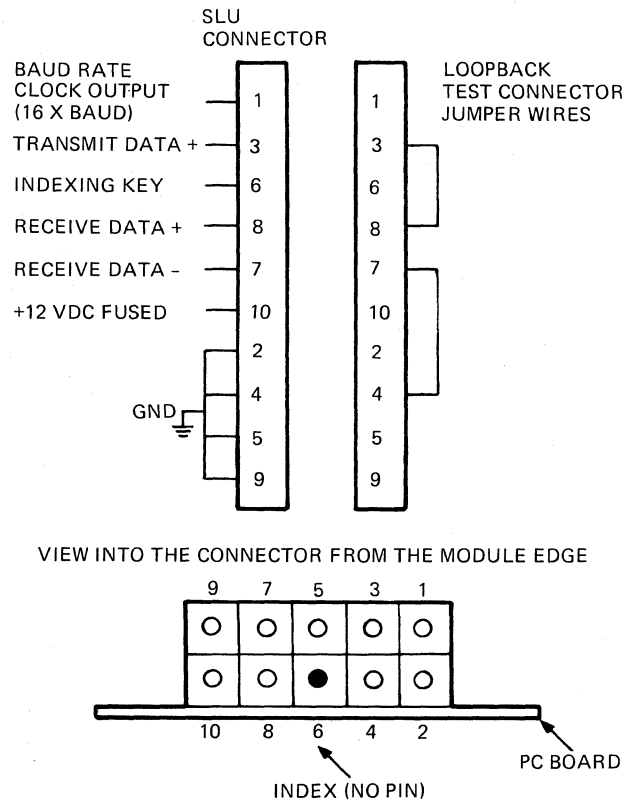 SLU
CONNECTOR
BAUD RATE
CLOCK OUTPUT
(16 X BAUD)
TRANSMIT DATA +
INDEXING KEY
RECEIVE DATA +
RECEIVE DATA -
+12 VDC FUSED
GND
1
3
6
8
7
10
2
4
5
9
1
3
6
8
7
10
2
4
5
9
LOOPBACK
TEST CONNECTOR
JUMPER WIRES
VIEW INTO THE CONNECTOR FROM THE MODULE EDGE
9 7 5 3 1
10 8 6 4 2
PC BOARD
INDEX (NO PIN)